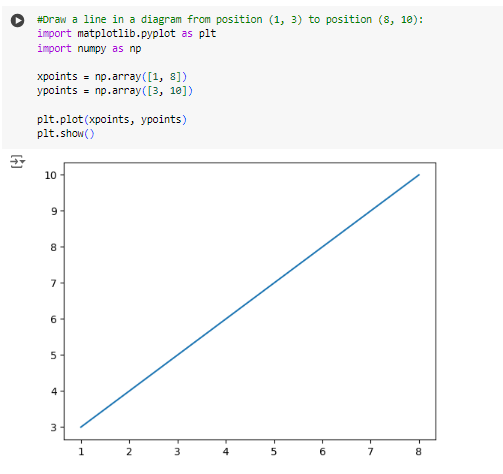 #Draw a line in a diagram from position (1, 3) to position (8, 10):
import matplotlib.pyplot as plt
import numpy as np
xpoints = np.array([1, 8])
ypoints = np.array([3, 10])
plt.plot(xpoints, ypoints)
plt.show()
10
9
8
7
6
5
4
3
1 2 3 4 5 6 7 8